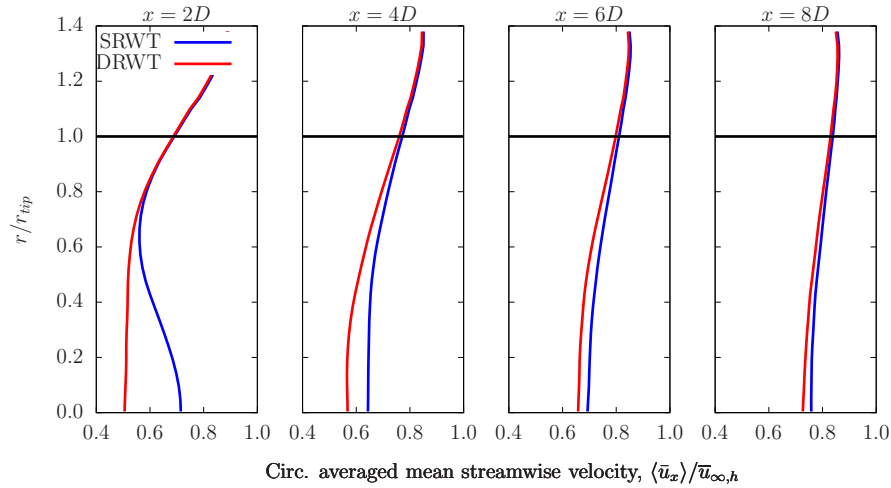 x = 2D
x = 4D
x = 6D
x = 8D
SRWT
DRWT
1.4
1.2
1.0
0.8
0.6
0.4
0.2
0.0
r/r_tip
0.4 0.6 0.8 1.0
0.4 0.6 0.8 1.0
0.4 0.6 0.8 1.0
0.4 0.6 0.8 1.0
Circ. averaged mean streamwise velocity, ⟨ūₓ⟩/ū∞,h